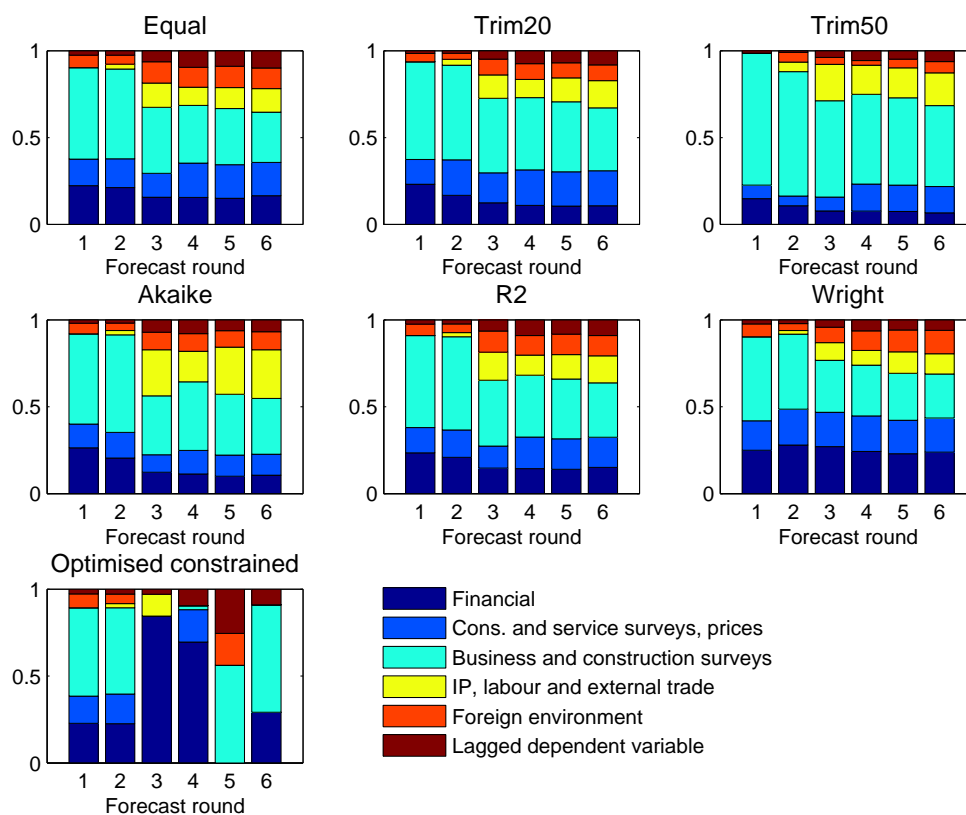 Equal
Trim20
Trim50
1
0.5
0
1 2 3 4 5 6
Forecast round
1
0.5
0
1 2 3 4 5 6
Forecast round
1
0.5
0
1 2 3 4 5 6
Forecast round
Akaike
R2
Wright
1
0.5
0
1 2 3 4 5 6
Forecast round
1
0.5
0
1 2 3 4 5 6
Forecast round
1
0.5
0
1 2 3 4 5 6
Forecast round
Optimised constrained
1
0.5
0
1 2 3 4 5 6
Forecast round
Financial
Cons. and service surveys, prices
Business and construction surveys
IP, labour and external trade
Foreign environment
Lagged dependent variable